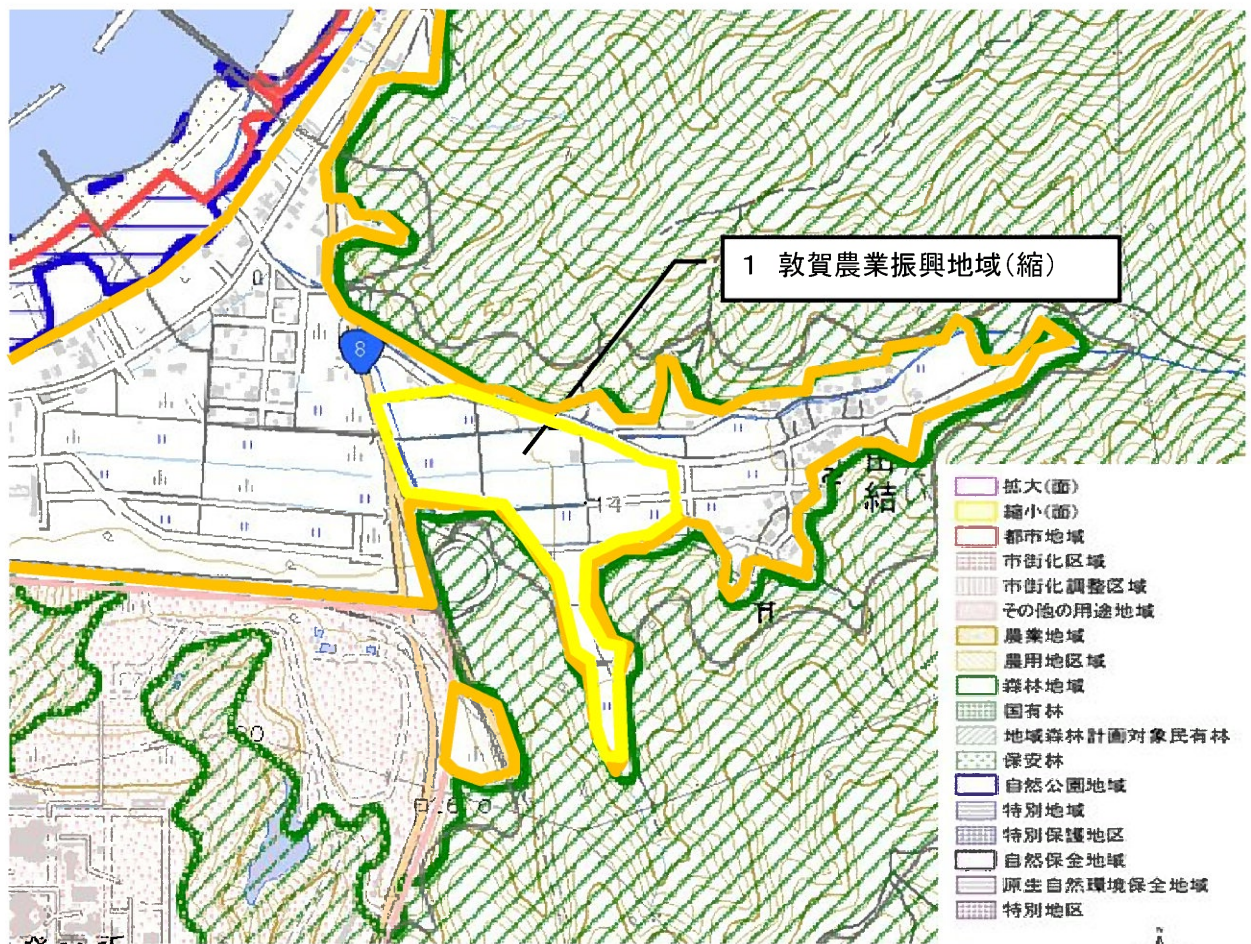 1 敦賀農業振興地域(縮)
8
14
田結
拡大(面)
縮小(面)
都市地域
市街化区域
市街化調整区域
その他の用途地域
農業地域
農用地区域
森林地域
国有林
地域森林計画対象民有林
保安林
自然公園地域
特別地域
特別保護地区
自然保全地域
原生自然環境保全地域
特別地区
N